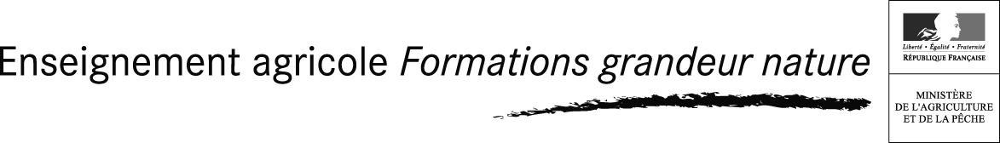 Enseignement agricole Formations grandeur nature
Liberté • Égalité • Fraternité
RÉPUBLIQUE FRANÇAISE
MINISTÈRE
DE L'AGRICULTURE
ET DE LA PÊCHE